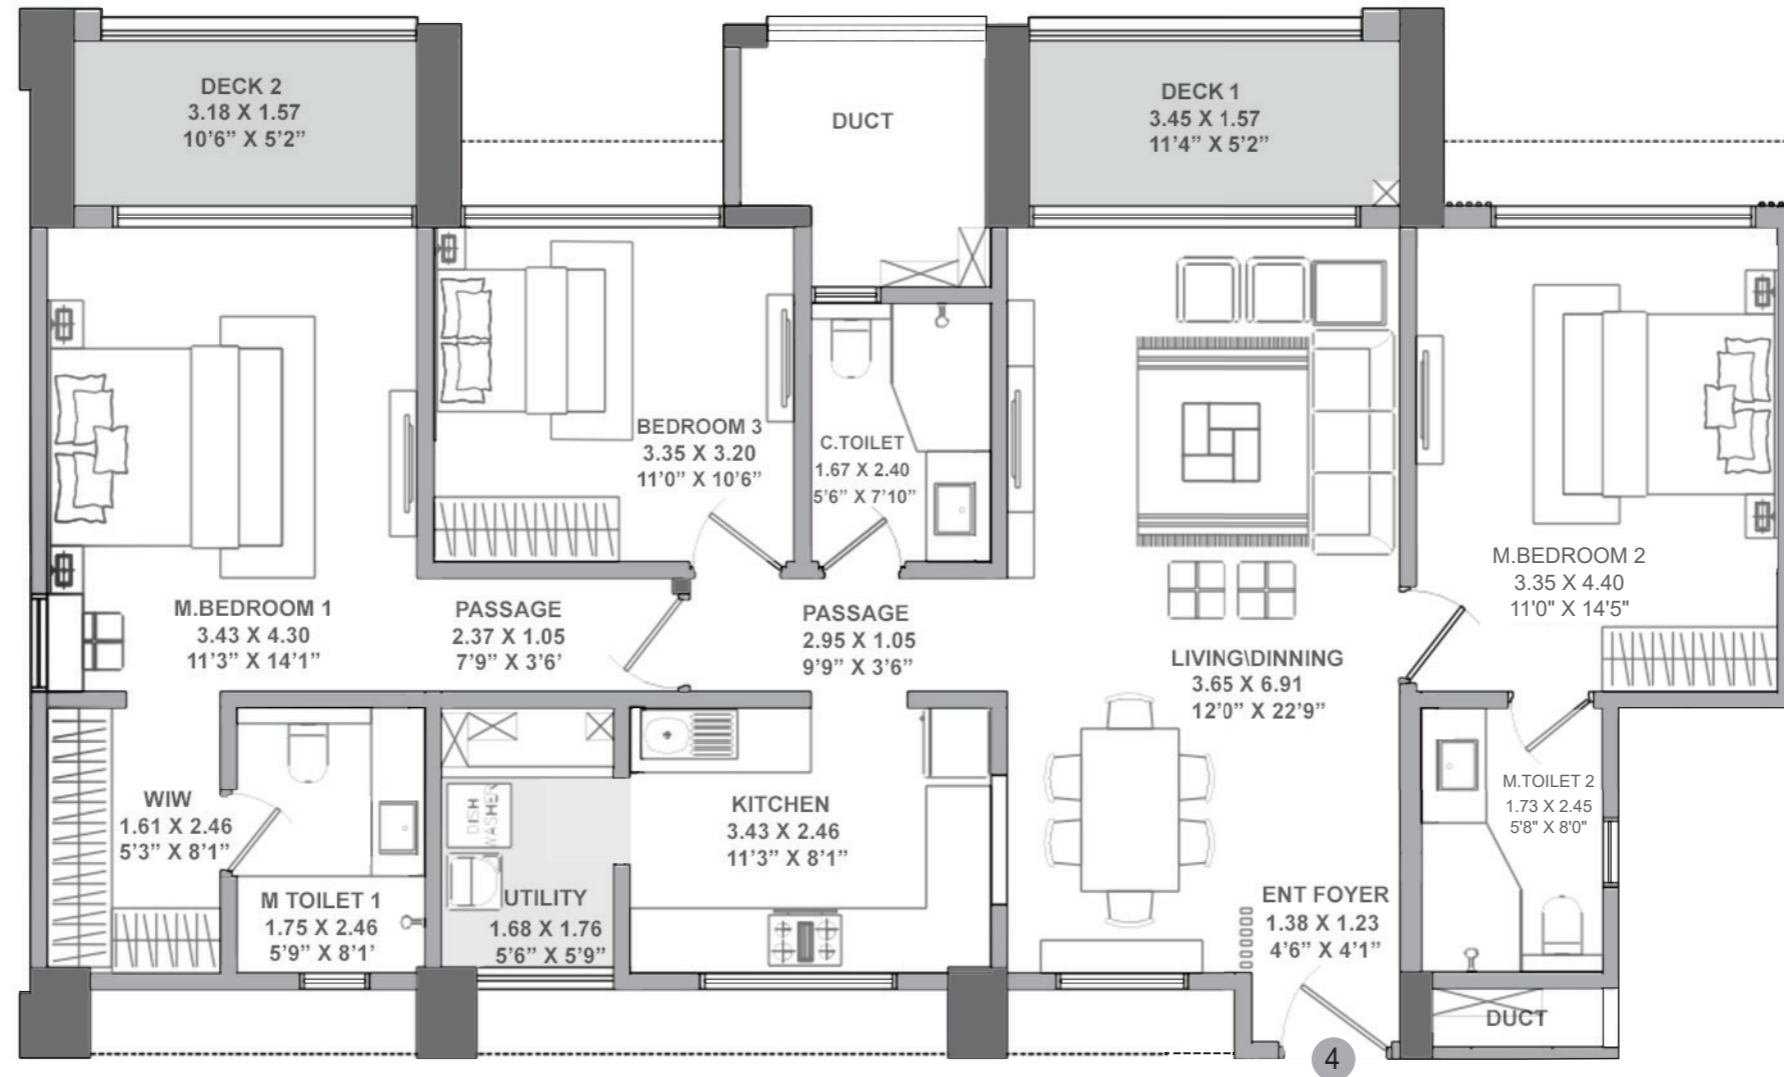 DECK 2
3.18 X 1.57
10'6” X 5'2”
DUCT
DECK 1
3.45 X 1.57
11'4” X 5'2”
BEDROOM 3
3.35 X 3.20
11'0” X 10'6”
C.TOILET
1.67 X 2.40
5'6” X 7'10”
M.BEDROOM 2
3.35 X 4.40
11'0" X 14'5"
M.BEDROOM 1
3.43 X 4.30
11'3” X 14'1”
PASSAGE
2.37 X 1.05
7'9” X 3'6'
PASSAGE
2.95 X 1.05
9'9” X 3'6”
LIVING\DINNING
3.65 X 6.91
12'0” X 22'9”
WIW
1.61 X 2.46
5'3” X 8'1”
DISH
WASHER
KITCHEN
3.43 X 2.46
11'3” X 8'1”
M.TOILET 2
1.73 X 2.45
5'8" X 8'0"
M TOILET 1
1.75 X 2.46
5'9” X 8'1'
UTILITY
1.68 X 1.76
5'6” X 5'9”
ENT FOYER
1.38 X 1.23
4'6” X 4'1”
DUCT
4